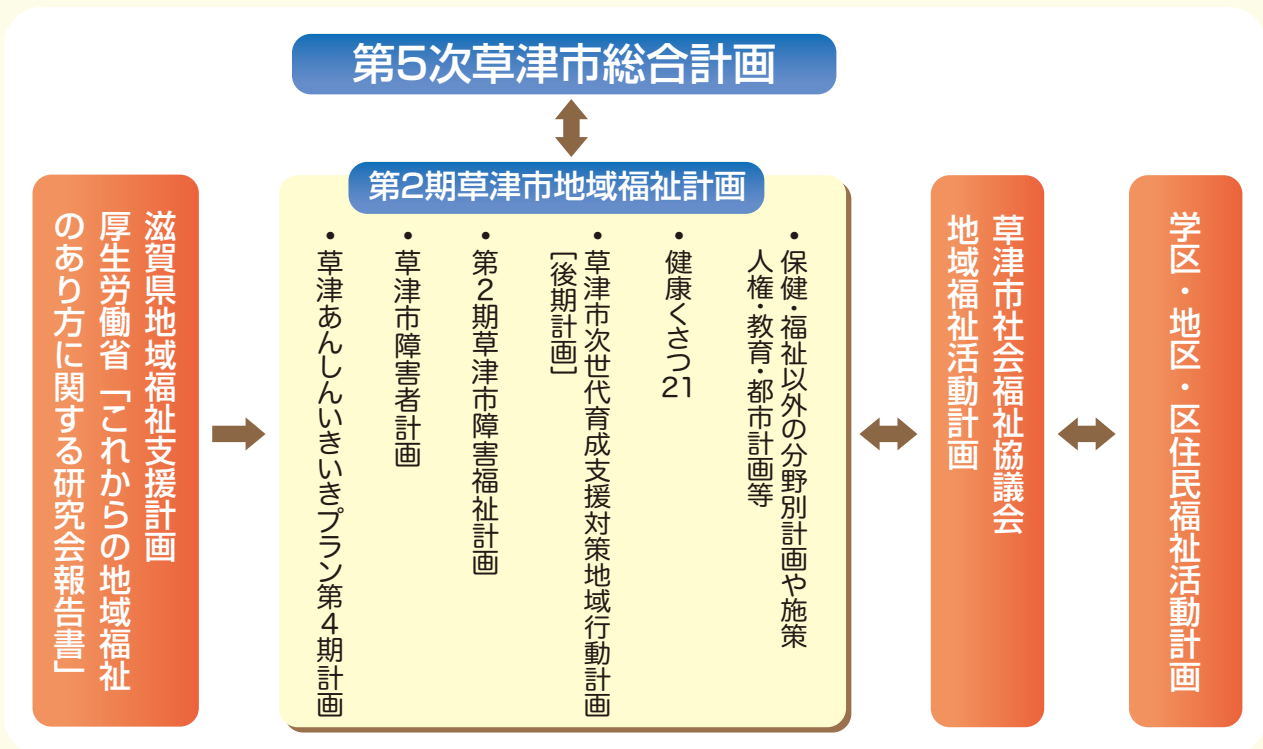 第5次草津市総合計画
第2期草津市地域福祉計画
滋賀県地域福祉支援計画
厚生労働省「これからの地域福祉
のあり方に関する研究会報告書」
・保健・福祉以外の分野別計画や施策
人権・教育・都市計画等
・健康くさつ21
・草津市次世代育成支援対策地域行動計画
[後期計画]
・第2期草津市障害福祉計画
・草津市障害者計画
・草津あんしんいきいきプラン第4期計画
草津市社会福祉協議会
地域福祉活動計画
学区・地区・区住民福祉活動計画